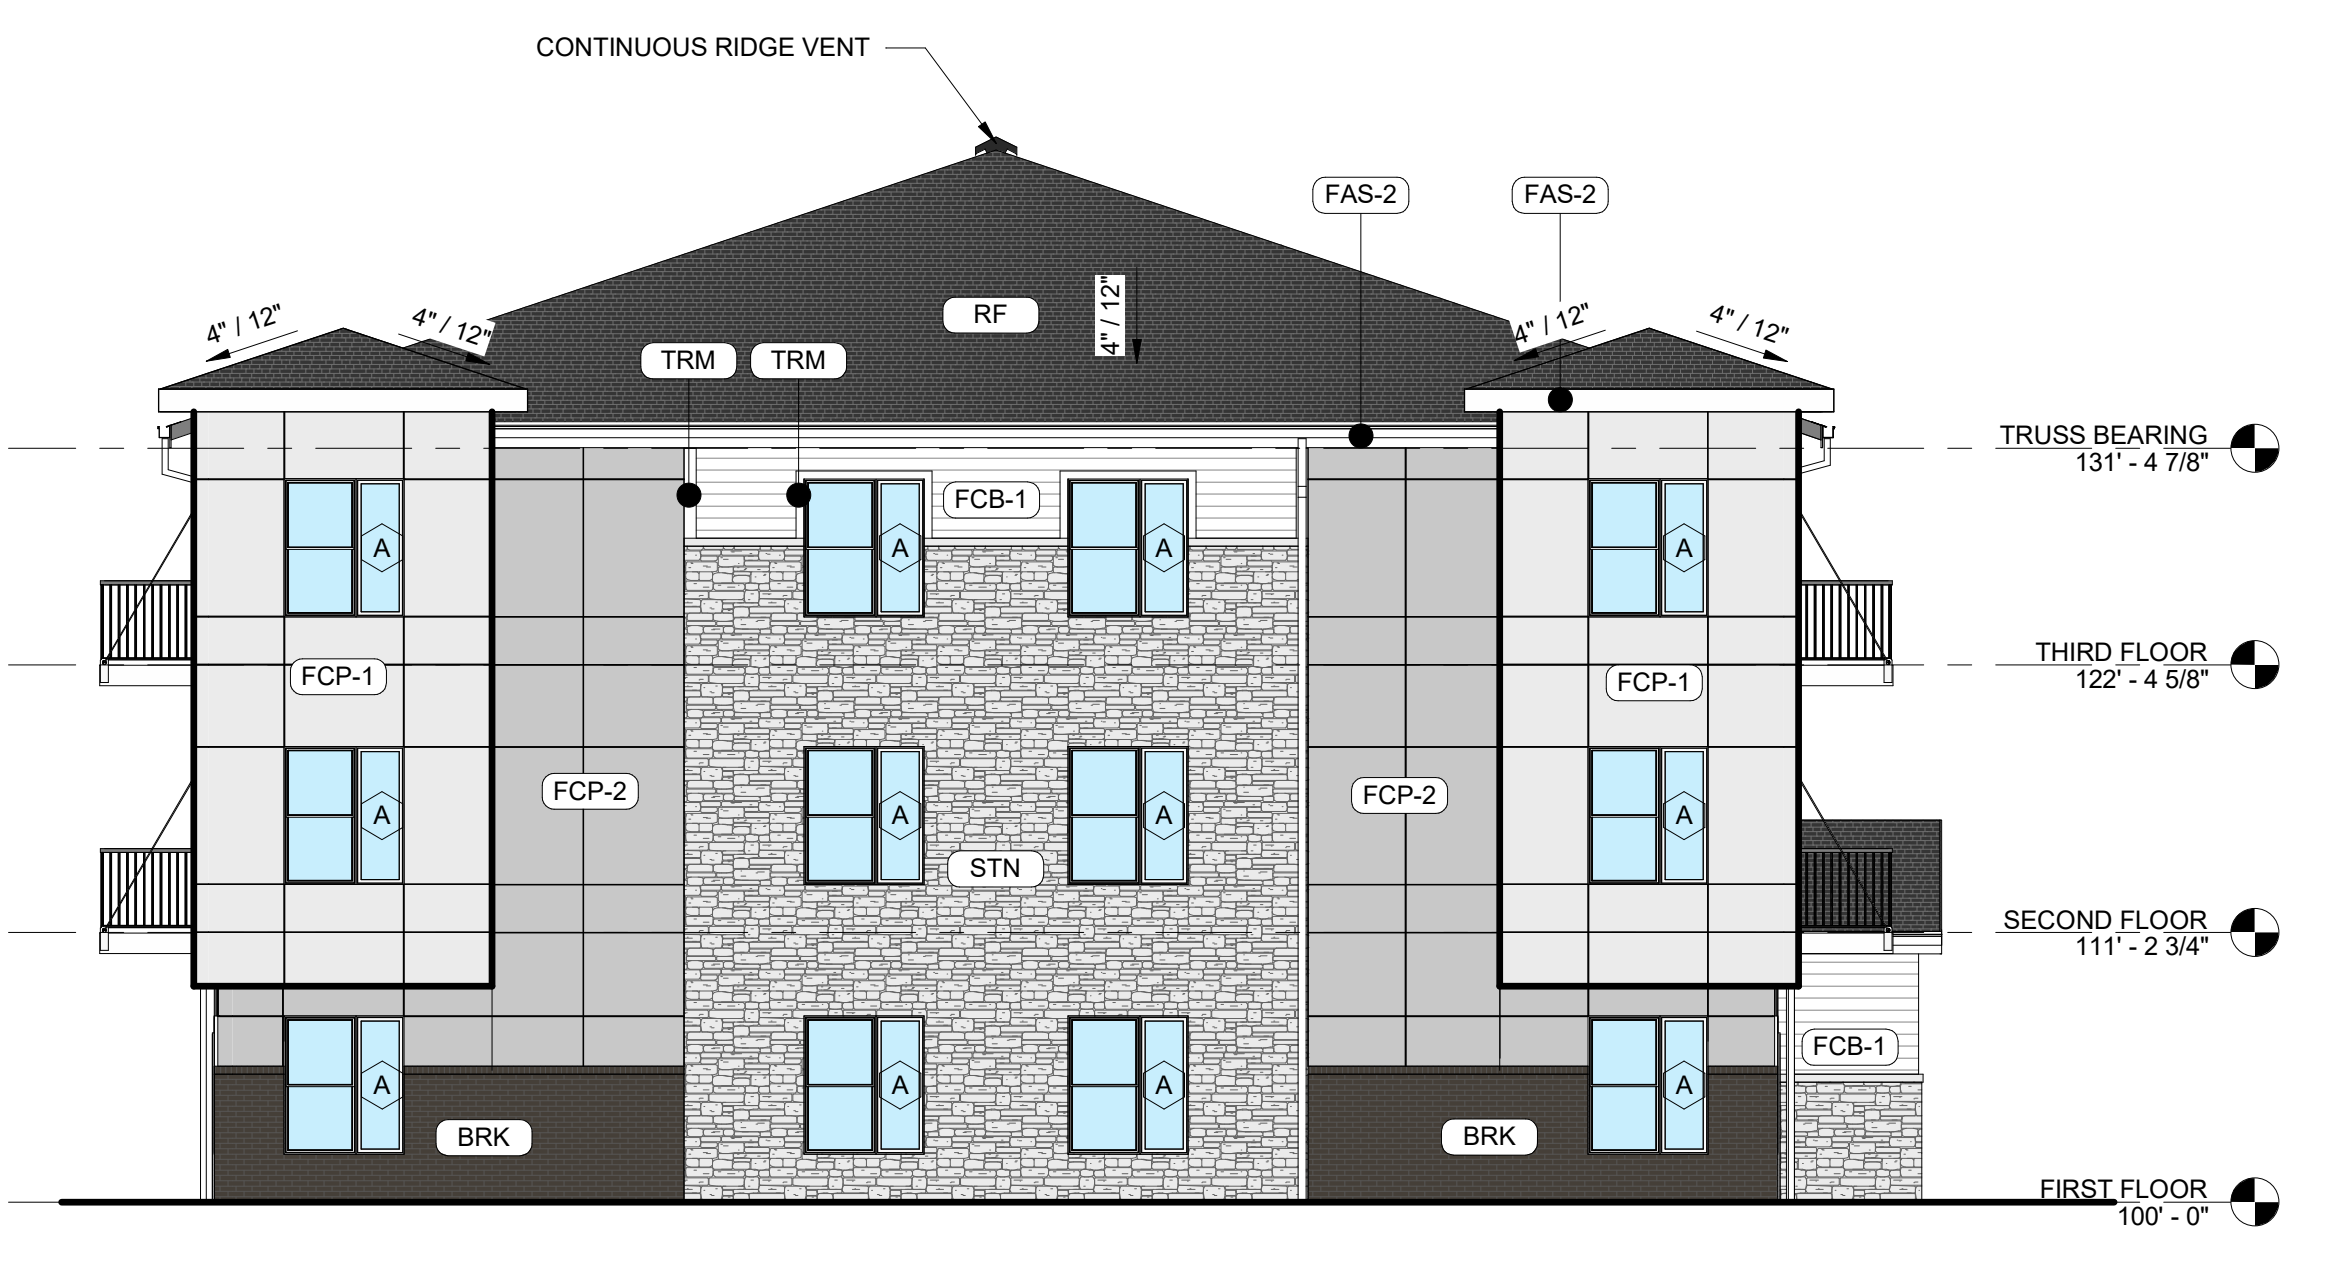 CONTINUOUS RIDGE VENT
FAS-2
FAS-2
4" / 12"
4" / 12"
4" / 12"
4" / 12"
4" / 12"
RF
TRM
TRM
TRUSS BEARING
131' - 4 7/8"
FCB-1
A
A
A
A
THIRD FLOOR
122' - 4 5/8"
FCP-1
FCP-1
FCP-2
FCP-2
A
A
A
A
STN
SECOND FLOOR
111' - 2 3/4"
FCB-1
A
A
A
A
BRK
BRK
FIRST FLOOR
100' - 0"